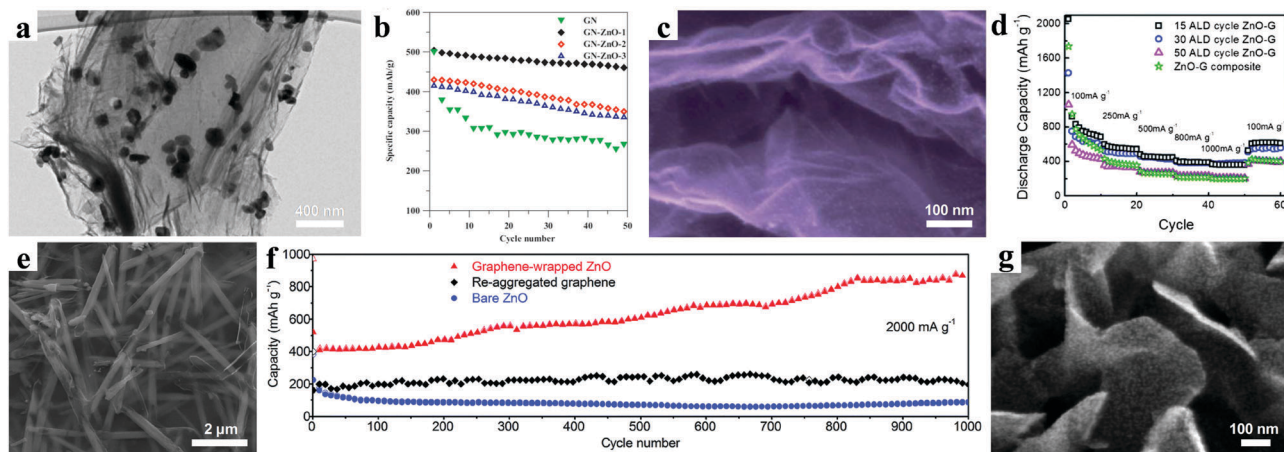 a
400 nm
b
Specific capacity (mAh/g)
600
500
400
300
200
100
GN
GN-ZnO-1
GN-ZnO-2
GN-ZnO-3
0
10
20
30
40
50
Cycle number
c
100 nm
d
Discharge Capacity (mAh g⁻¹)
2000
1600
1200
800
400
0
15 ALD cycle ZnO-G
30 ALD cycle ZnO-G
50 ALD cycle ZnO-G
ZnO-G composite
100mA g⁻¹
250mA g⁻¹
500mA g⁻¹
800mA g⁻¹
1000mA g⁻¹
100mA g⁻¹
0
20
40
60
Cycle
e
2 µm
f
Capacity (mAh g⁻¹)
1000
800
600
400
200
0
Graphene-wrapped ZnO
Re-aggregated graphene
Bare ZnO
2000 mA g⁻¹
0
100
200
300
400
500
600
700
800
900
1000
Cycle number
g
100 nm